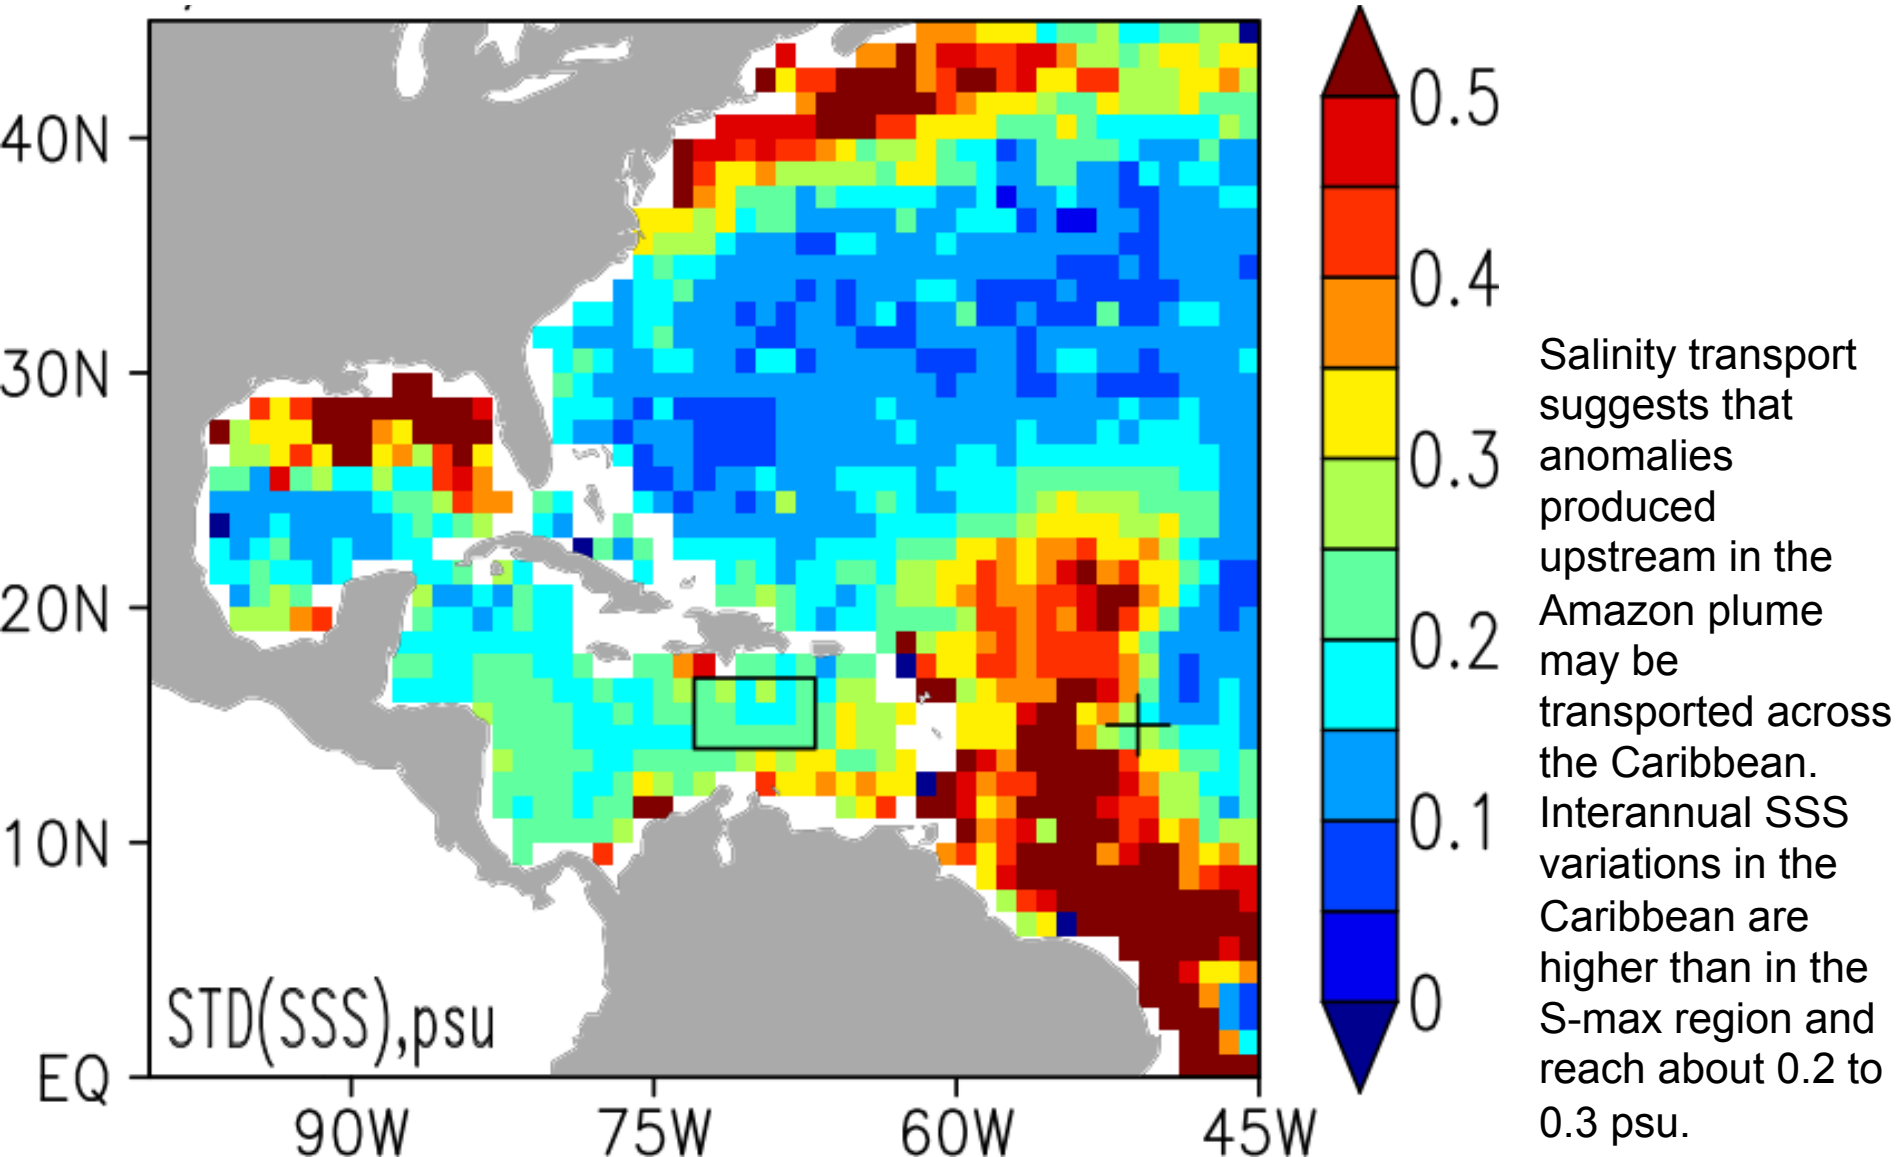 40N
30N
20N
10N
EQ
90W
75W
60W
45W
STD(SSS),psu
0.5
0.4
0.3
0.2
0.1
0
Salinity transport
suggests that
anomalies
produced
upstream in the
Amazon plume
may be
transported across
the Caribbean.
Interannual SSS
variations in the
Caribbean are
higher than in the
S-max region and
reach about 0.2 to
0.3 psu.